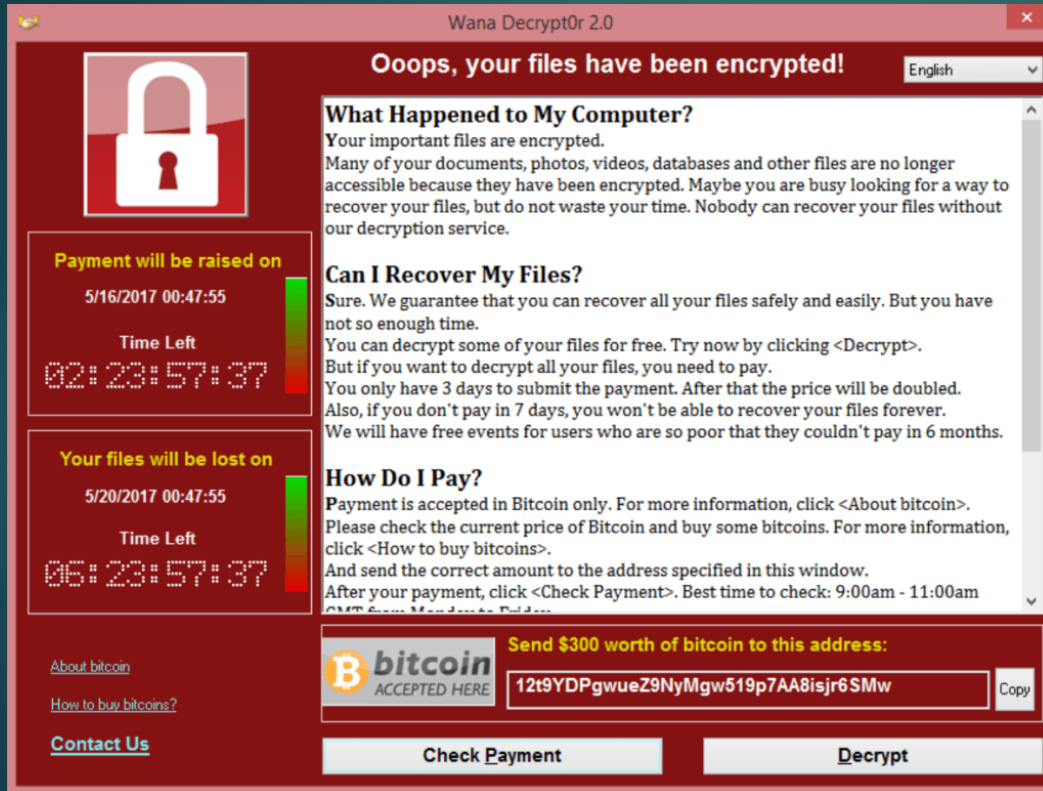 Wana Decrypt0r 2.0
Ooops, your files have been encrypted!
English
What Happened to My Computer?
Your important files are encrypted.
Many of your documents, photos, videos, databases and other files are no longer
accessible because they have been encrypted. Maybe you are busy looking for a way to
recover your files, but do not waste your time. Nobody can recover your files without
our decryption service.
Can I Recover My Files?
Sure. We guarantee that you can recover all your files safely and easily. But you have
not so enough time.
You can decrypt some of your files for free. Try now by clicking <Decrypt>.
But if you want to decrypt all your files, you need to pay.
You only have 3 days to submit the payment. After that the price will be doubled.
Also, if you don't pay in 7 days, you won't be able to recover your files forever.
We will have free events for users who are so poor that they couldn't pay in 6 months.
How Do I Pay?
Payment is accepted in Bitcoin only. For more information, click <About bitcoin>.
Please check the current price of Bitcoin and buy some bitcoins. For more information,
click <How to buy bitcoins>.
And send the correct amount to the address specified in this window.
After your payment, click <Check Payment>. Best time to check: 9:00am - 11:00am
GMT from Monday to Friday
Payment will be raised on
5/16/2017 00:47:55
Time Left
02:23:57:37
Your files will be lost on
5/20/2017 00:47:55
Time Left
06:23:57:37
About bitcoin
How to buy bitcoins?
Contact Us
bitcoin
ACCEPTED HERE
Send $300 worth of bitcoin to this address:
12t9YDPgwueZ9NyMgw519p7AA8isjr6SMw
Copy
Check Payment
Decrypt